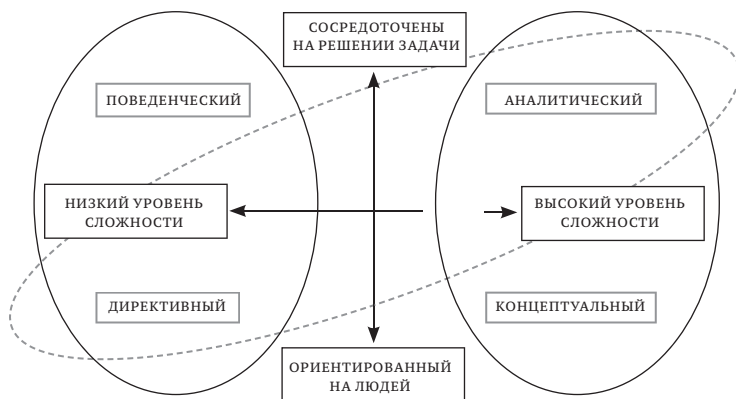 СОСРЕДОТОЧЕНЫ
НА РЕШЕНИИ ЗАДАЧИ
ПОВЕДЕНЧЕСКИЙ
АНАЛИТИЧЕСКИЙ
НИЗКИЙ УРОВЕНЬ
СЛОЖНОСТИ
ВЫСОКИЙ УРОВЕНЬ
СЛОЖНОСТИ
ДИРЕКТИВНЫЙ
КОНЦЕПТУАЛЬНЫЙ
ОРИЕНТИРОВАННЫЙ
НА ЛЮДЕЙ